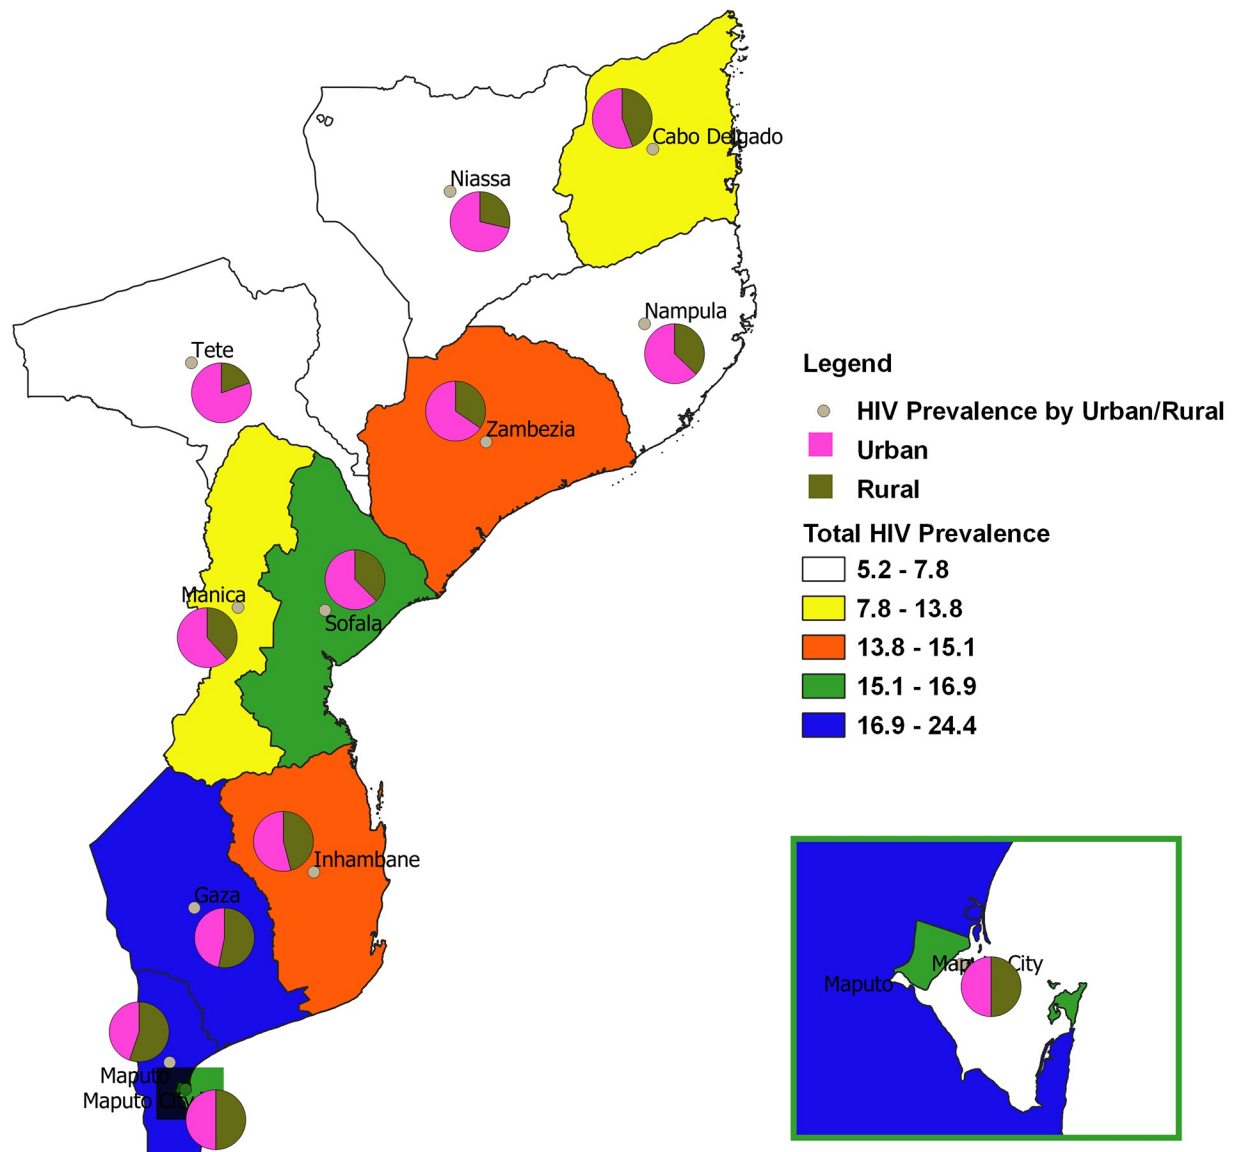 Cabo Delgado
Niassa
Nampula
Tete
Zambezia
Manica
Sofala
Inhambane
Gaza
Maputo
Maputo City
Legend
HIV Prevalence by Urban/Rural
Urban
Rural
Total HIV Prevalence
5.2 - 7.8
7.8 - 13.8
13.8 - 15.1
15.1 - 16.9
16.9 - 24.4
Maputo City
Maputo